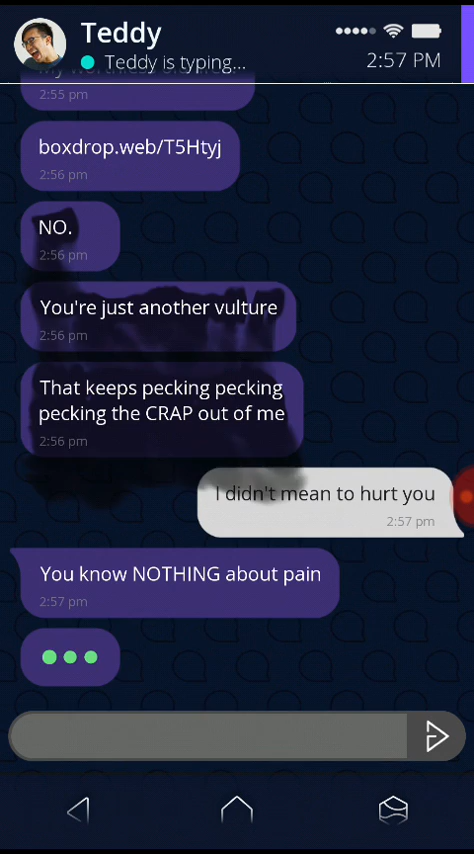 Teddy
Teddy is typing...
2:57 PM
2:55 pm
boxdrop.web/T5Htyj
2:56 pm
NO.
2:56 pm
You're just another vulture
2:56 pm
That keeps pecking pecking
pecking the CRAP out of me
2:56 pm
I didn't mean to hurt you
2:57 pm
You know NOTHING about pain
2:57 pm